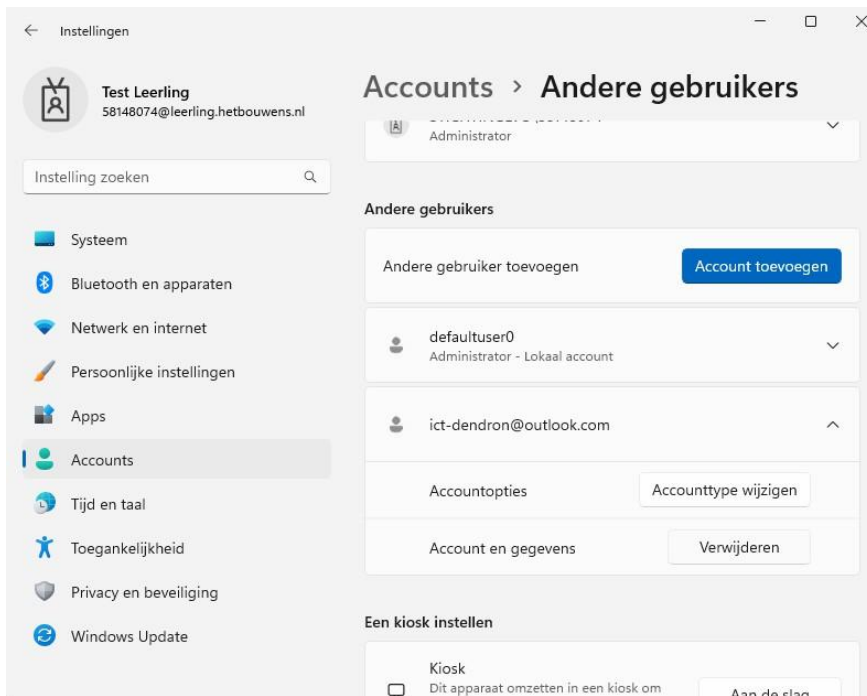 Instellingen
Test Leerling
58148074@leerling.hetbouwens.nl
Instelling zoeken
Systeem
Bluetooth en apparaten
Netwerk en internet
Persoonlijke instellingen
Apps
Accounts
Tijd en taal
Toegankelijkheid
Privacy en beveiliging
Windows Update
Accounts > Andere gebruikers
Administrator
Andere gebruikers
Andere gebruiker toevoegen
Account toevoegen
defaultuser0
Administrator - Lokaal account
ict-dendron@outlook.com
Accountopties
Accounttype wijzigen
Account en gegevens
Verwijderen
Een kiosk instellen
Kiosk
Dit apparaat omzetten in een kiosk om
Aan de slag